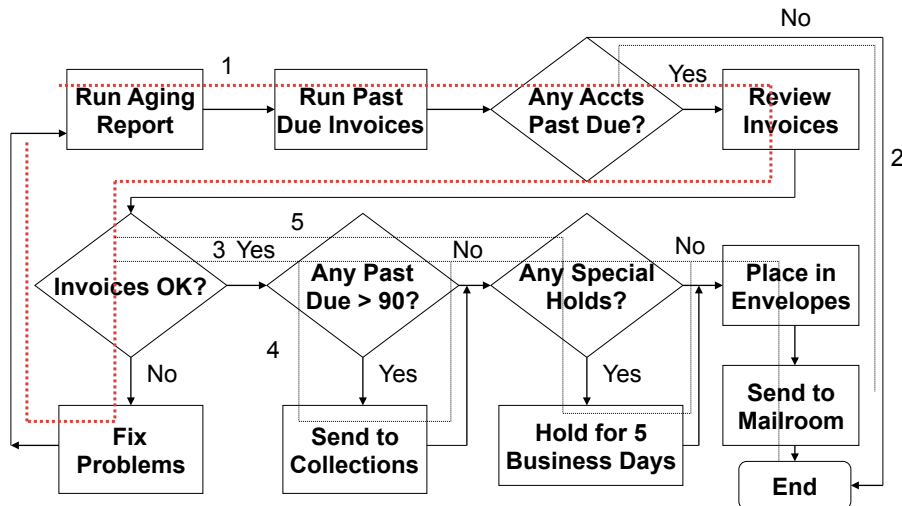 No
1
Run Aging
Report
Run Past
Due Invoices
Any Accts
Past Due?
Yes
Review
Invoices
2
Invoices OK?
3
Yes
5
Any Past
Due > 90?
No
Any Special
Holds?
No
Place in
Envelopes
4
No
Yes
Yes
Fix
Problems
Send to
Collections
Hold for 5
Business Days
Send to
Mailroom
End